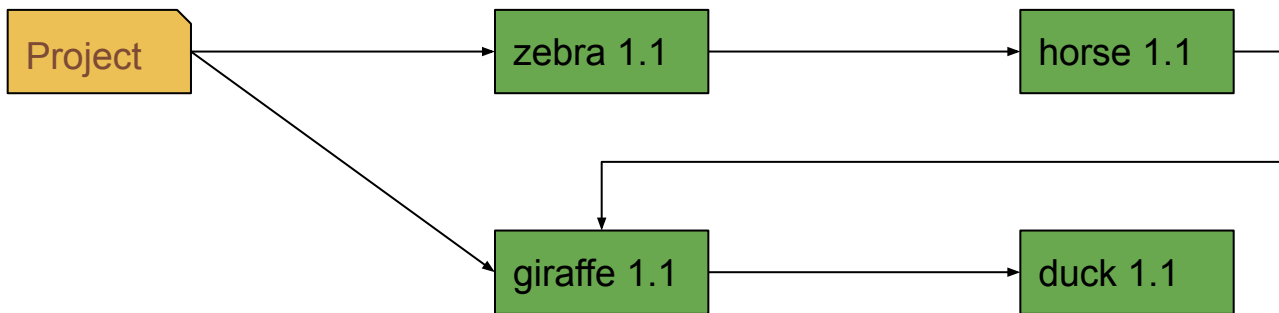 Project
zebra 1.1
horse 1.1
giraffe 1.1
duck 1.1